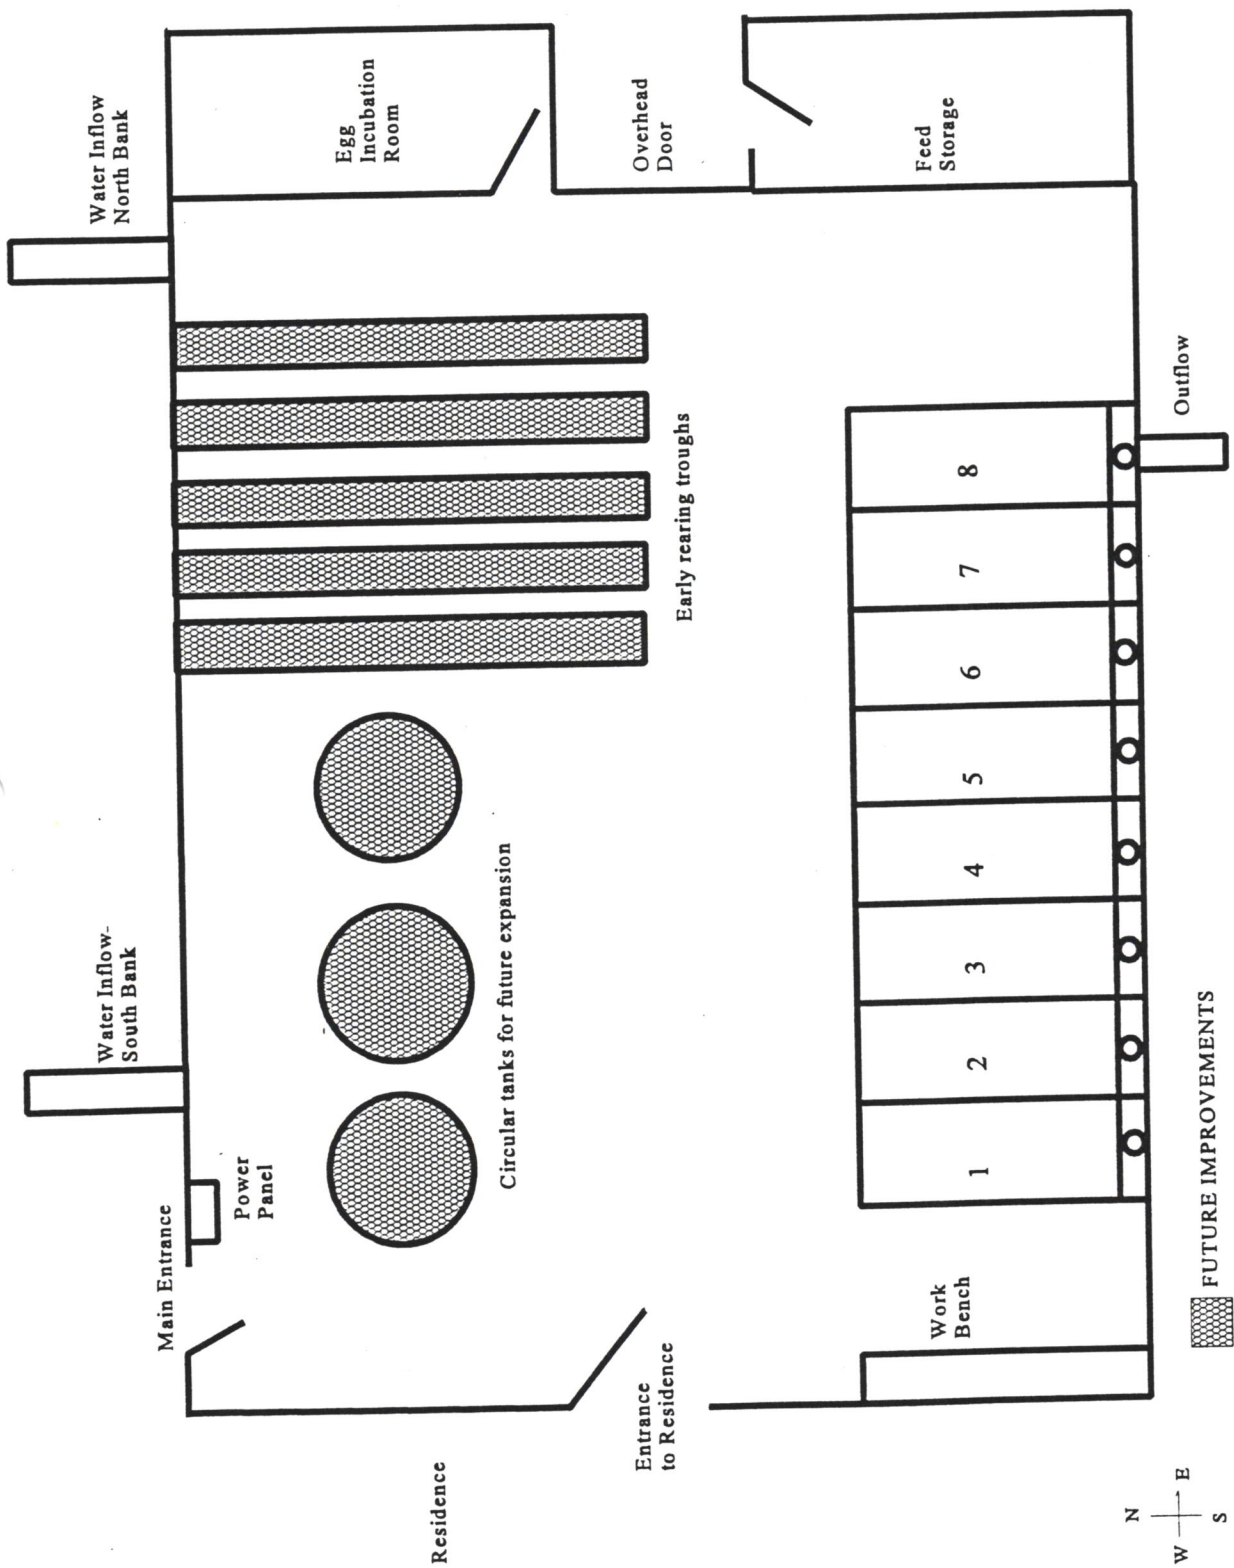 Water Inflow
North Bank
Egg
Incubation
Room
Overhead
Door
Feed
Storage
Water Inflow-
South Bank
Early rearing troughs
Outflow
Circular tanks for future expansion
Main Entrance
Power
Panel
1
2
3
4
5
6
7
8
Work
Bench
Entrance
to Residence
Residence
FUTURE IMPROVEMENTS
N
W
E
S